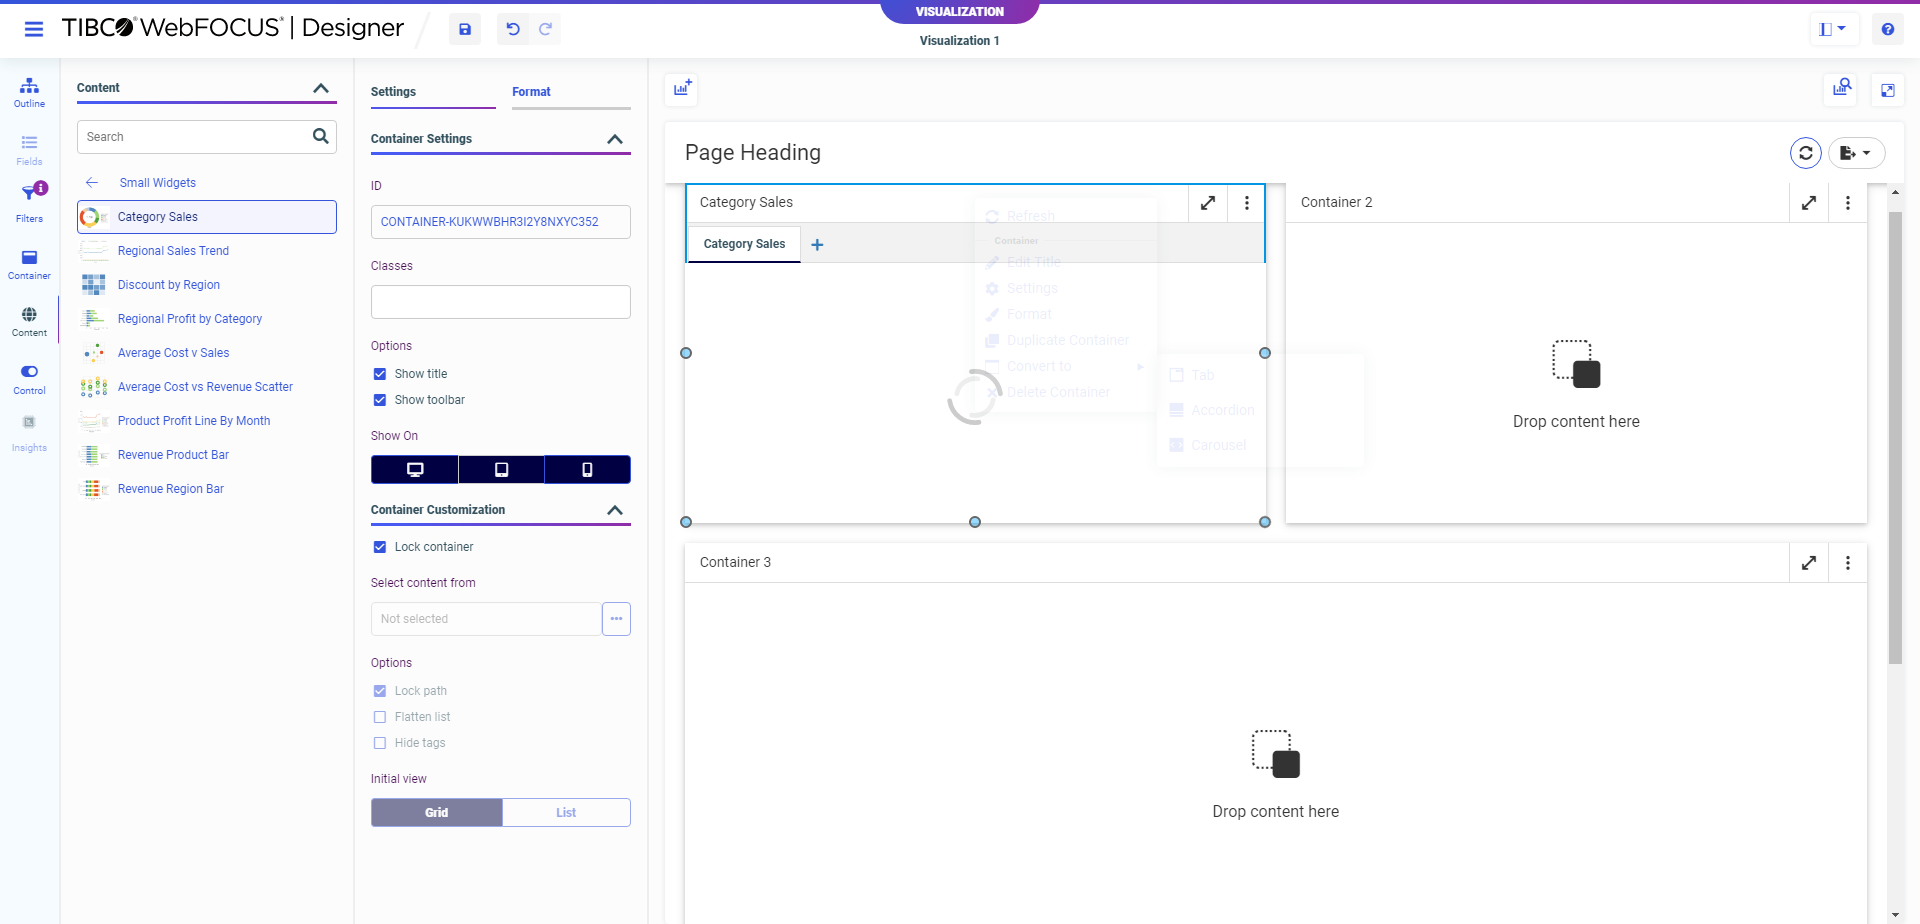 VISUALIZATION
TIBCO® WebFOCUS® | Designer
Visualization 1
Outline
Fields
Filters
Container
Content
Control
Insights
Content
Search
Small Widgets
Category Sales
Regional Sales Trend
Discount by Region
Regional Profit by Category
Average Cost v Sales
Average Cost vs Revenue Scatter
Product Profit Line By Month
Revenue Product Bar
Revenue Region Bar
Settings
Format
Container Settings
ID
CONTAINER-KUKWWBHR3I2Y8NXYC352
Classes
Options
Show title
Show toolbar
Show On
Container Customization
Lock container
Select content from
Not selected
Options
Lock path
Flatten list
Hide tags
Initial view
Grid
List
Page Heading
Category Sales
Category Sales
Refresh
Container
Edit Title
Settings
Format
Duplicate Container
Convert to
Delete Container
Tab
Accordion
Carousel
Container 2
Drop content here
Container 3
Drop content here